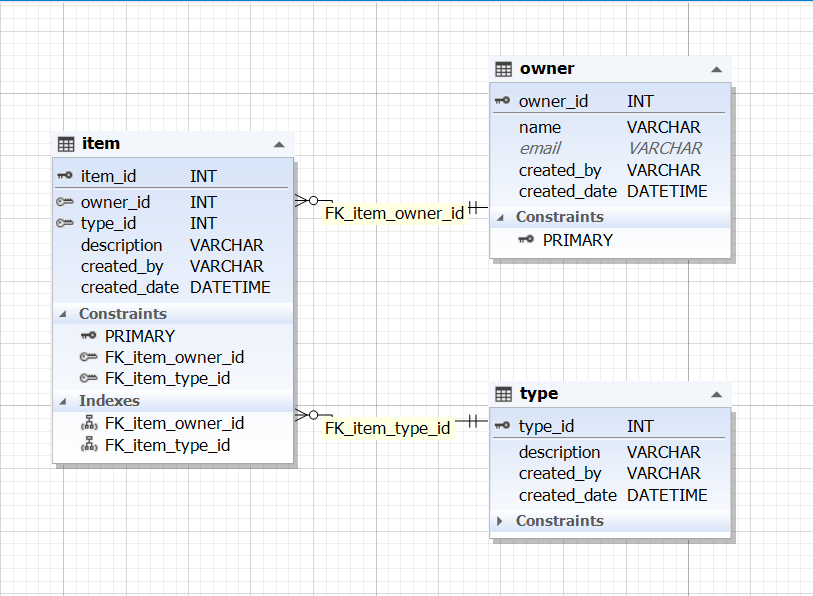 item
item_id INT
owner_id INT
type_id INT
description VARCHAR
created_by VARCHAR
created_date DATETIME
Constraints
PRIMARY
FK_item_owner_id
FK_item_type_id
Indexes
FK_item_owner_id
FK_item_type_id
FK_item_owner_id
FK_item_type_id
owner
owner_id INT
name VARCHAR
email VARCHAR
created_by VARCHAR
created_date DATETIME
Constraints
PRIMARY
type
type_id INT
description VARCHAR
created_by VARCHAR
created_date DATETIME
Constraints